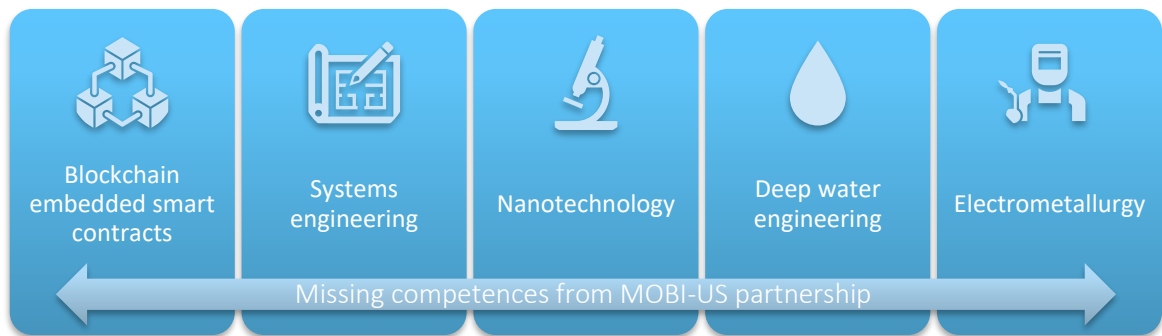 Blockchain
embedded smart
contracts
Systems
engineering
Nanotechnology
Deep water
engineering
Electrometallurgy
Missing competences from MOBI-US partnership